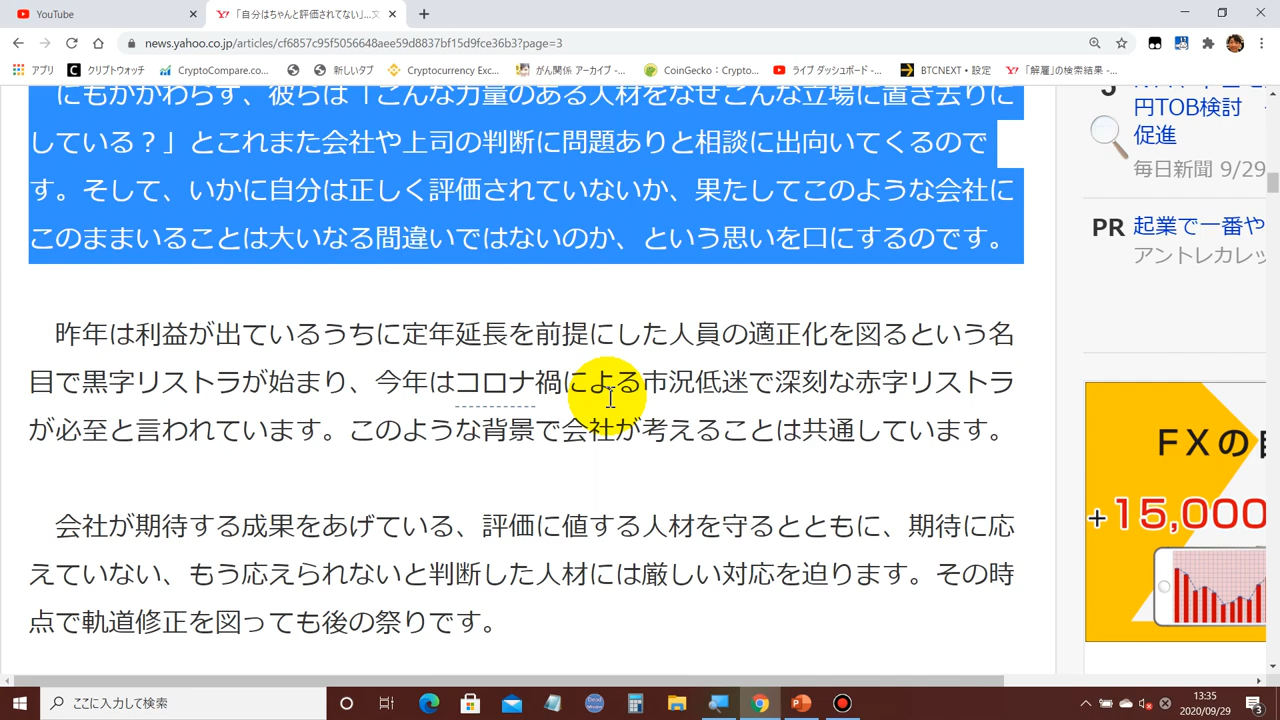 YouTube
「自分はちゃんと評価されてない」...文
news.yahoo.co.jp/articles/cf6857c95f5056648aee59d8837bf15d9fce36b3?page=3
アプリ
クリプトウォッチ
CryptoCompare.co...
新しいタブ
Cryptocurrency Exc...
がん関係 アーカイブ -...
CoinGecko：Crypto...
ライブ ダッシュボード -...
BTCNEXT・設定
「解雇」の検索結果 -...
にもかかわらず、彼らは「こんな力量のある人材をなぜこんな立場に置き去りに
している？」とこれまた会社や上司の判断に問題ありと相談に出向いてくるので
す。そして、いかに自分は正しく評価されていないか、果たしてこのような会社に
このままいることは大いなる間違いではないのか、という思いを口にするのです。
昨年は利益が出ているうちに定年延長を前提にした人員の適正化を図るという名
目で黒字リストラが始まり、今年はコロナ禍による市況低迷で深刻な赤字リストラ
が必至と言われています。このような背景で会社が考えることは共通しています。
会社が期待する成果をあげている、評価に値する人材を守るとともに、期待に応
えていない、もう応えられないと判断した人材には厳しい対応を迫ります。その時
点で軌道修正を図っても後の祭りです。
5
円TOB検討
促進
毎日新聞 9/29
PR 起業で一番や
アントレカレッ
FXの
+15,000
ここに入力して検索
13:35
2020/09/29
3